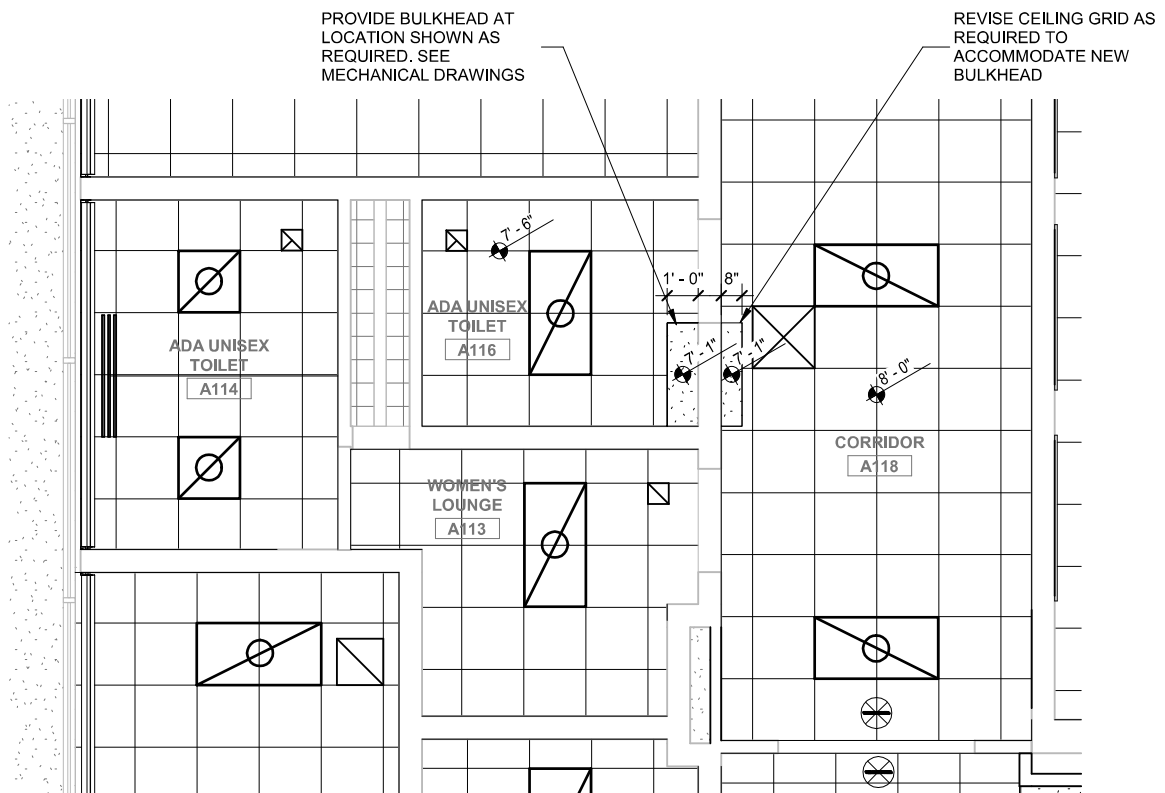 PROVIDE BULKHEAD AT
LOCATION SHOWN AS
REQUIRED. SEE
MECHANICAL DRAWINGS
REVISE CEILING GRID AS
REQUIRED TO
ACCOMMODATE NEW
BULKHEAD
7' - 6"
1' - 0"
8"
ADA UNISEX
TOILET
A116
ADA UNISEX
TOILET
A114
7' - 1"
7' - 1"
8' - 0"
CORRIDOR
A118
WOMEN'S
LOUNGE
A113